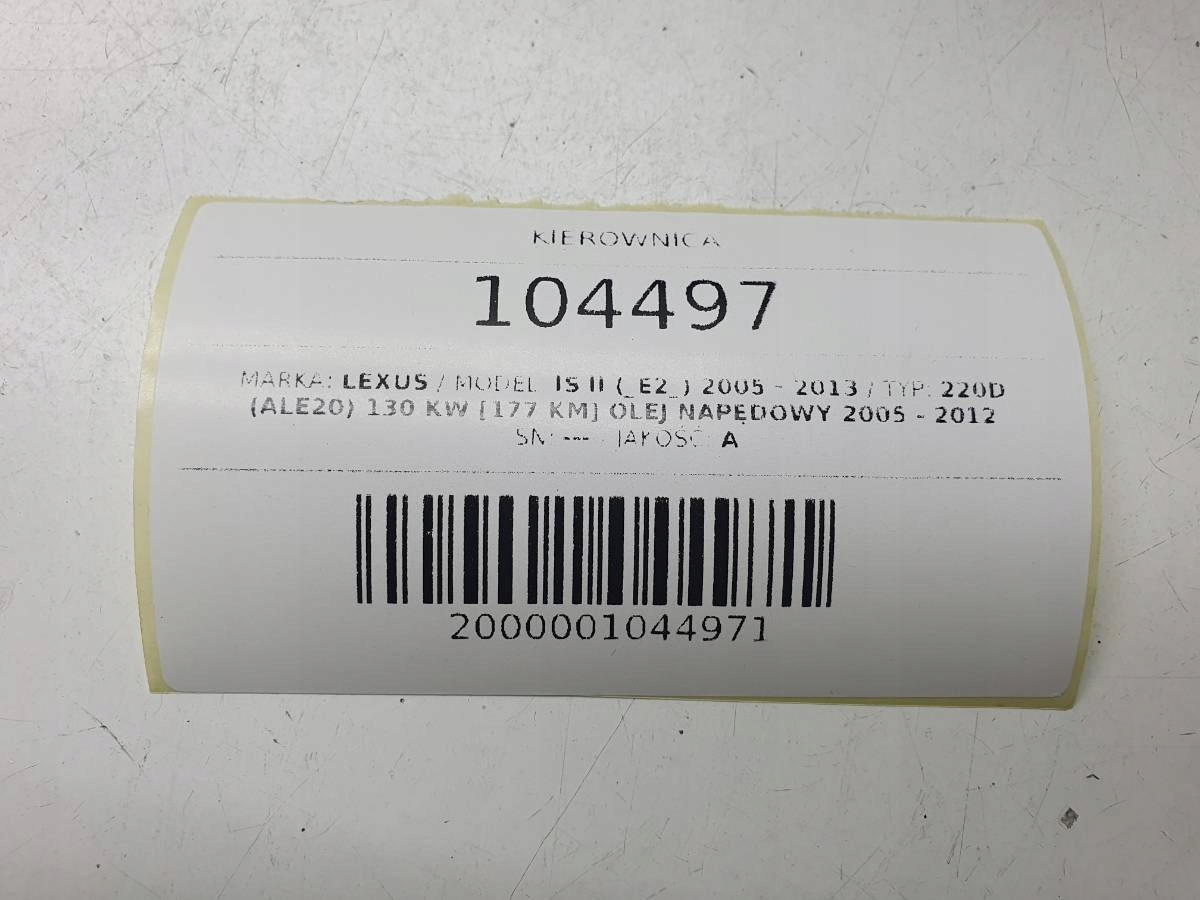 KIEROWNICA
104497
MARKA: LEXUS / MODEL: IS II (_E2_) 2005 - 2013 / TYP: 220D
(ALE20) 130 KW [177 KM] OLEJ NAPĘDOWY 2005 - 2012
SN: --- / JAKOŚĆ: A
2000001044971